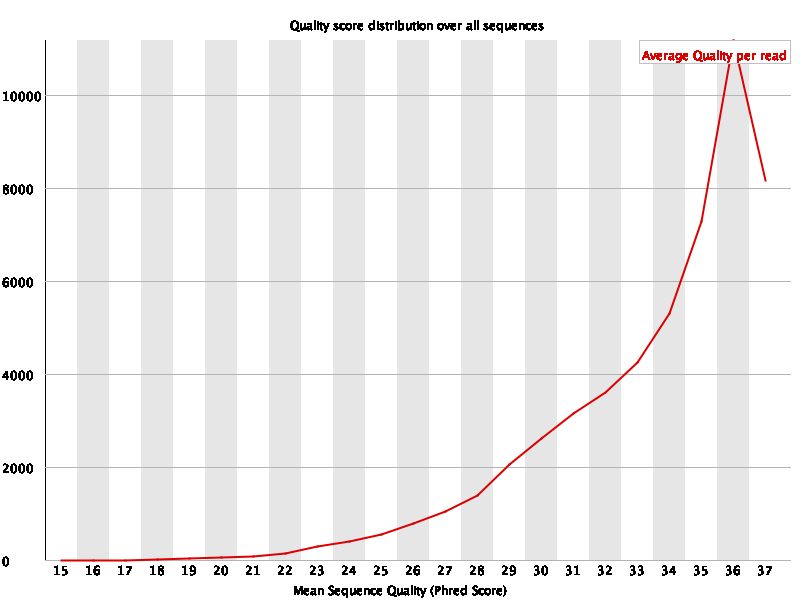 Quality score distribution over all sequences
Average Quality per read
10000
8000
6000
4000
2000
0
15 16 17 18 19 20 21 22 23 24 25 26 27 28 29 30 31 32 33 34 35 36 37
Mean Sequence Quality (Phred Score)